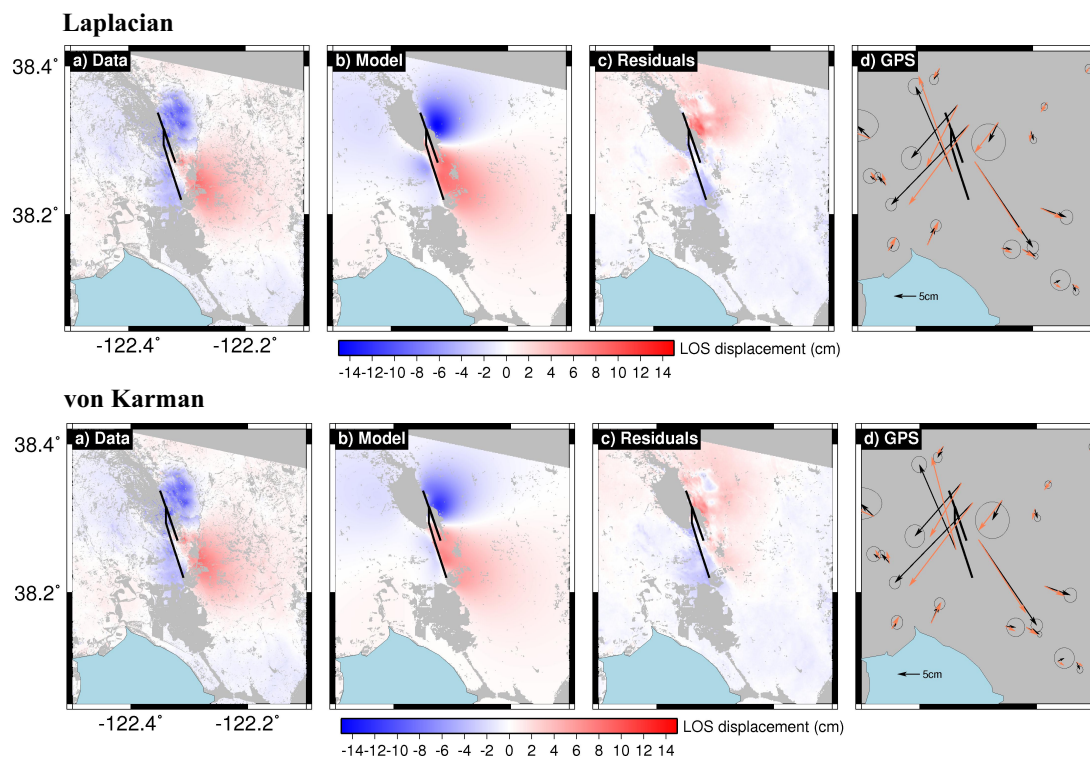 Laplacian
a) Data b) Model c) Residuals d) GPS
38.4°
38.2°
5cm
-122.4° -122.2°
LOS displacement (cm)
-14-12-10 -8 -6 -4 -2 0 2 4 6 8 10 12 14
von Karman
a) Data b) Model c) Residuals d) GPS
38.4°
38.2°
5cm
-122.4° -122.2°
LOS displacement (cm)
-14-12-10 -8 -6 -4 -2 0 2 4 6 8 10 12 14